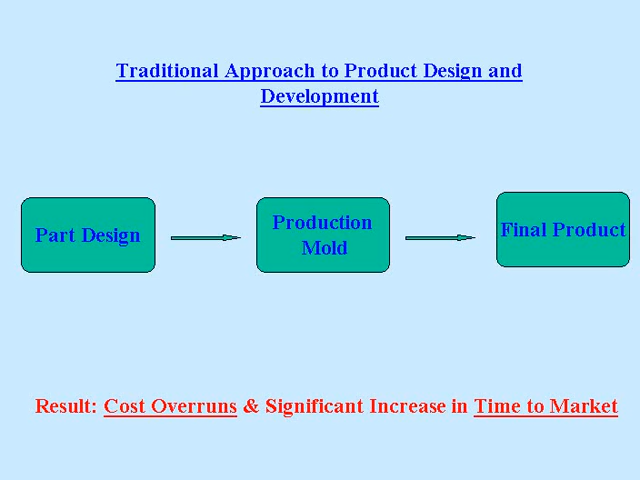 Traditional Approach to Product Design and
Development
Part Design
Production
Mold
Final Product
Result: Cost Overruns & Significant Increase in Time to Market